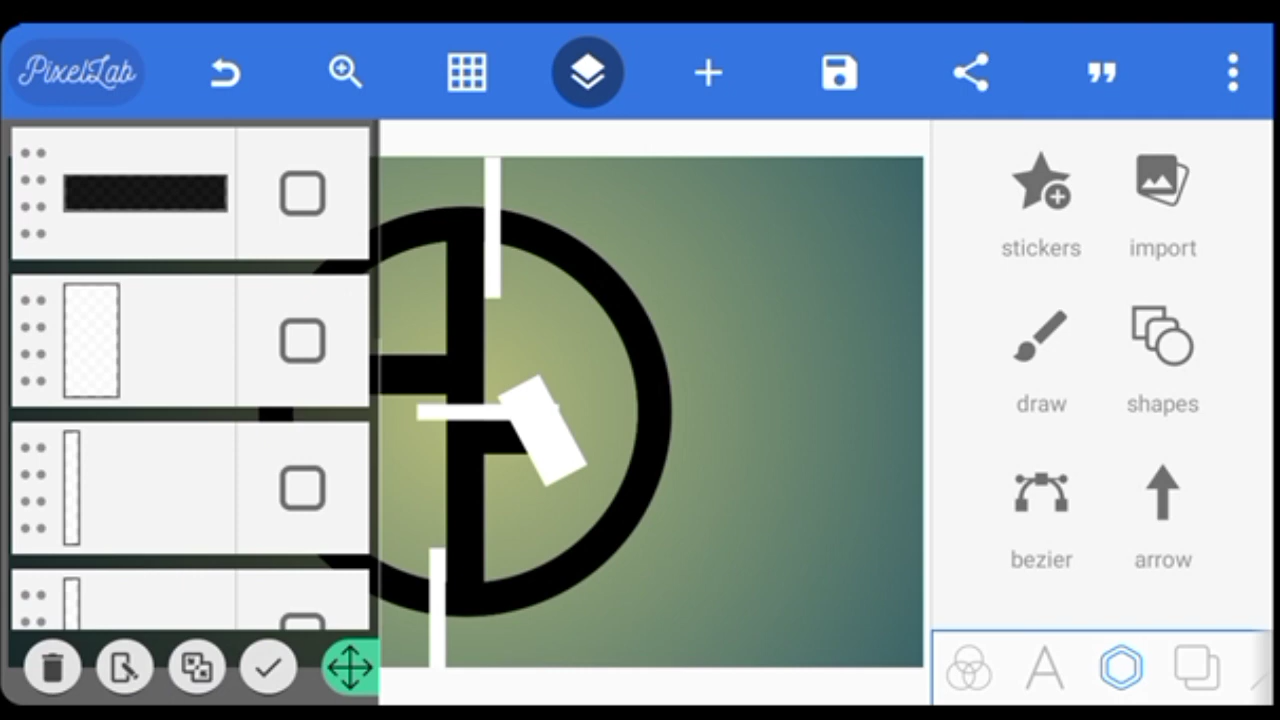 PixelLab
stickers
import
draw
shapes
bezier
arrow